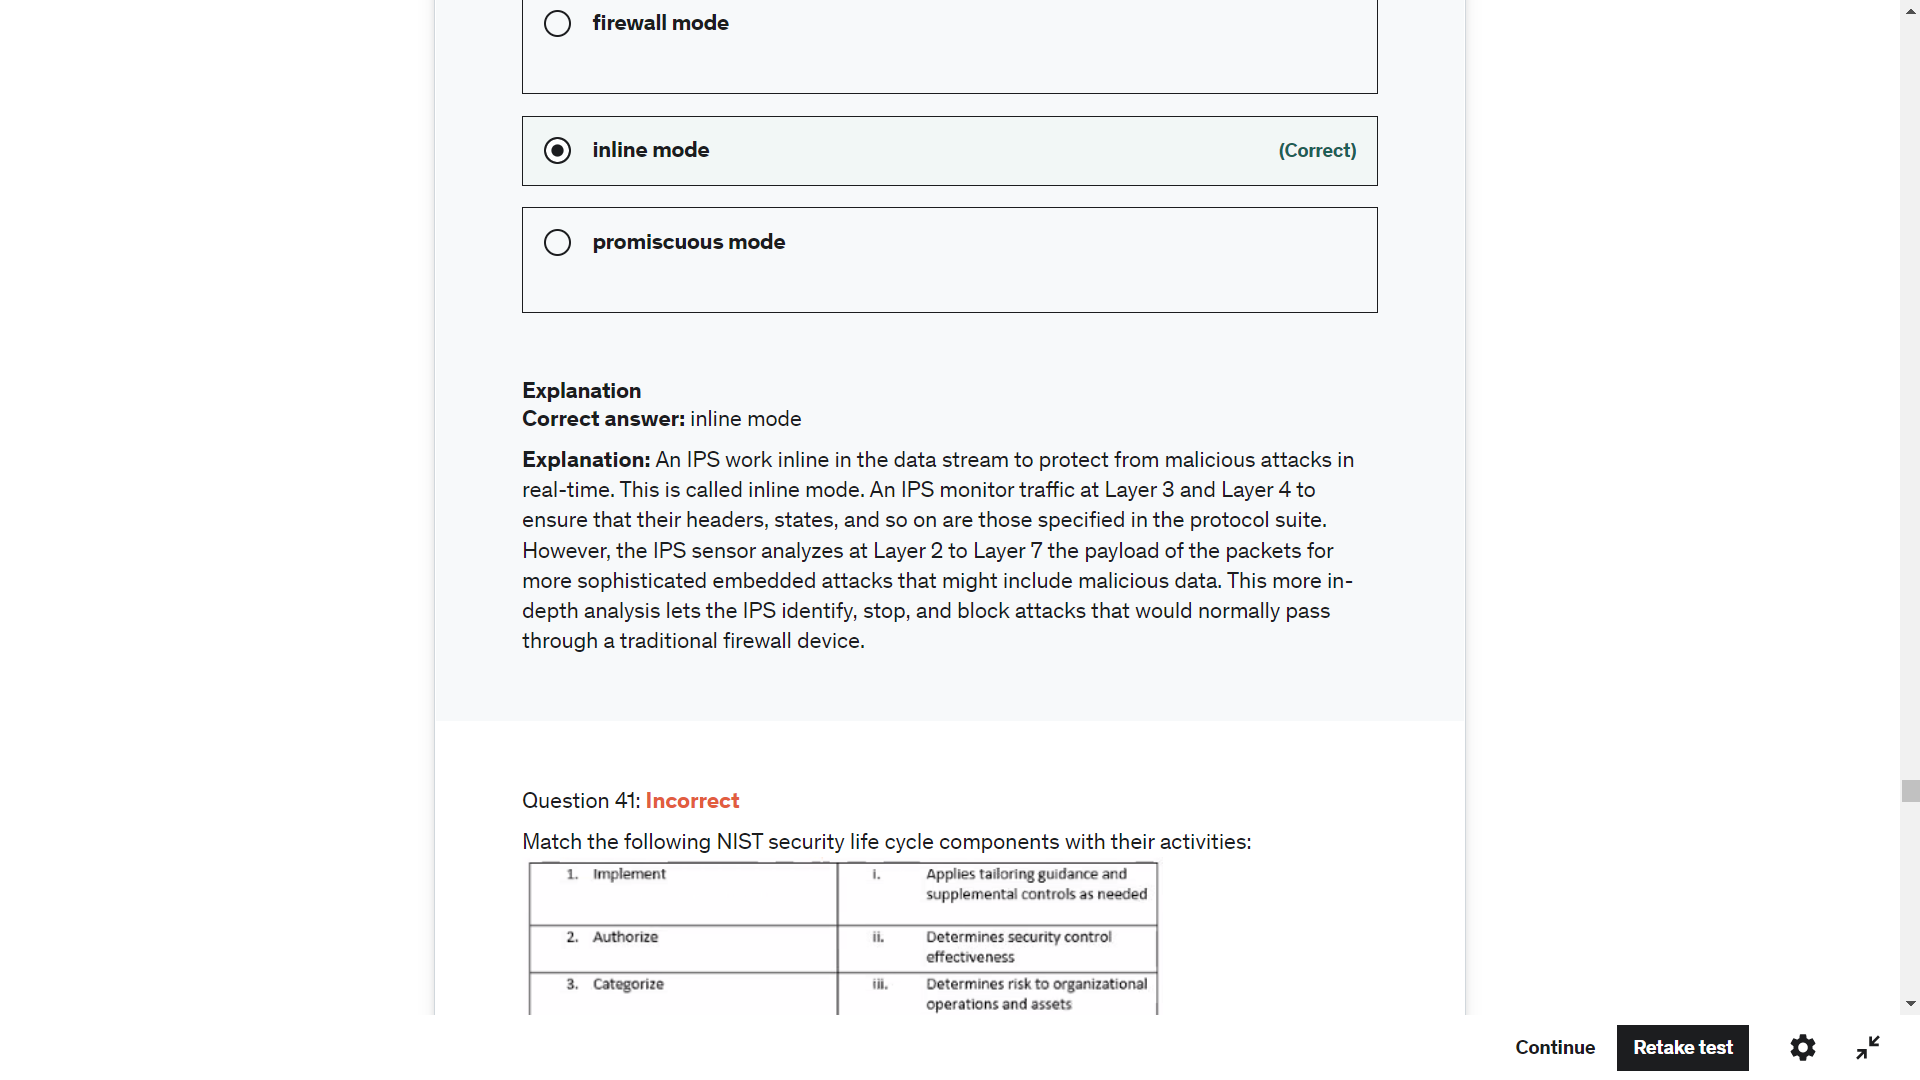 firewall mode
inline mode
(Correct)
promiscuous mode
Explanation
Correct answer: inline mode
Explanation: An IPS work inline in the data stream to protect from malicious attacks in
real-time. This is called inline mode. An IPS monitor traffic at Layer 3 and Layer 4 to
ensure that their headers, states, and so on are those specified in the protocol suite.
However, the IPS sensor analyzes at Layer 2 to Layer 7 the payload of the packets for
more sophisticated embedded attacks that might include malicious data. This more in-
depth analysis lets the IPS identify, stop, and block attacks that would normally pass
through a traditional firewall device.
Question 41: Incorrect
Match the following NIST security life cycle components with their activities:
1. Implement
i. Applies tailoring guidance and
supplemental controls as needed
2. Authorize
ii. Determines security control
effectiveness
3. Categorize
iii. Determines risk to organizational
operations and assets
Continue
Retake test